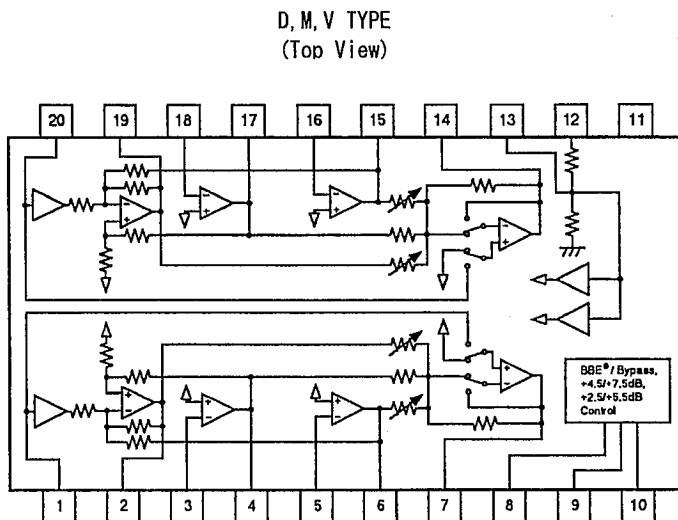 D, M, V TYPE
(Top View)
20 19 18 17 16 15 14 13 12 11
BBE® / Bypass,
+4.5/+7.5dB,
+2.5/+5.5dB
Control
1 2 3 4 5 6 7 8 9 10